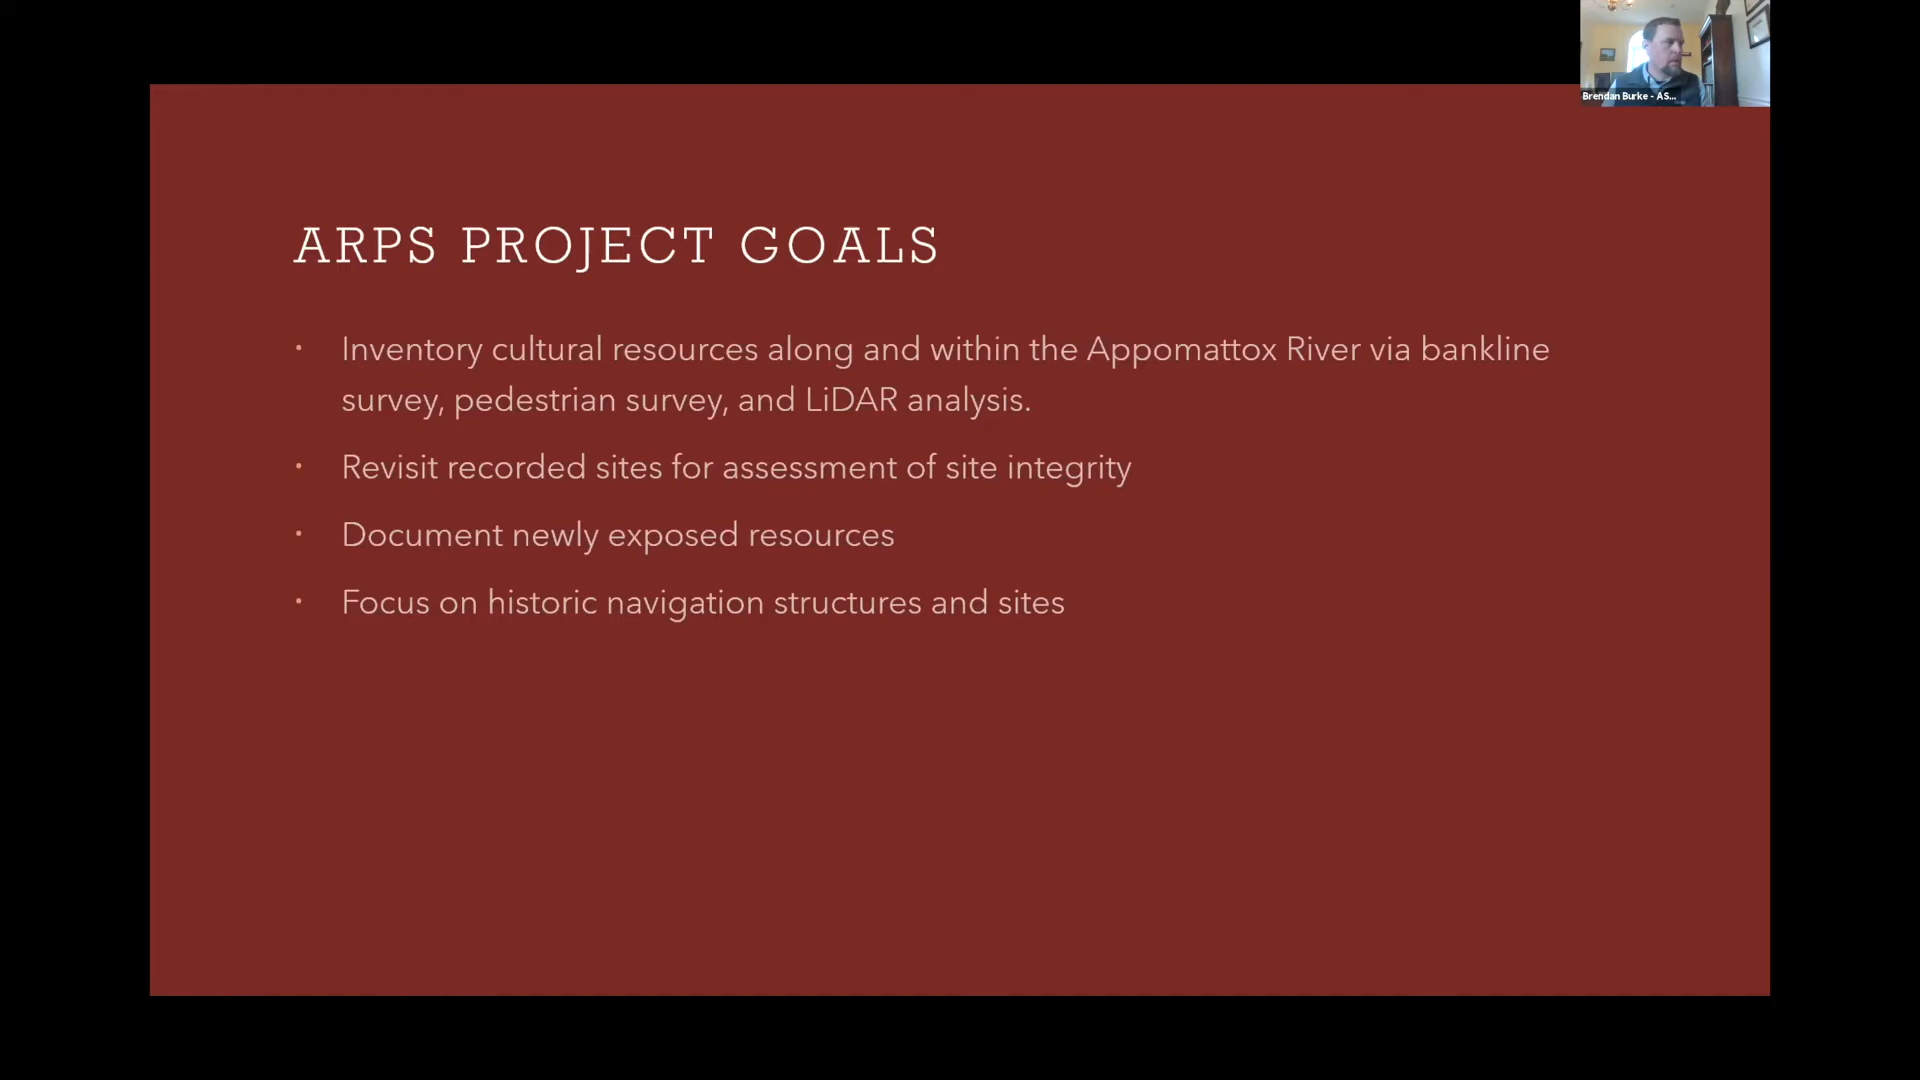 Brendan Burke - AS...
ARPS PROJECT GOALS
• Inventory cultural resources along and within the Appomattox River via bankline
survey, pedestrian survey, and LiDAR analysis.
• Revisit recorded sites for assessment of site integrity
• Document newly exposed resources
• Focus on historic navigation structures and sites